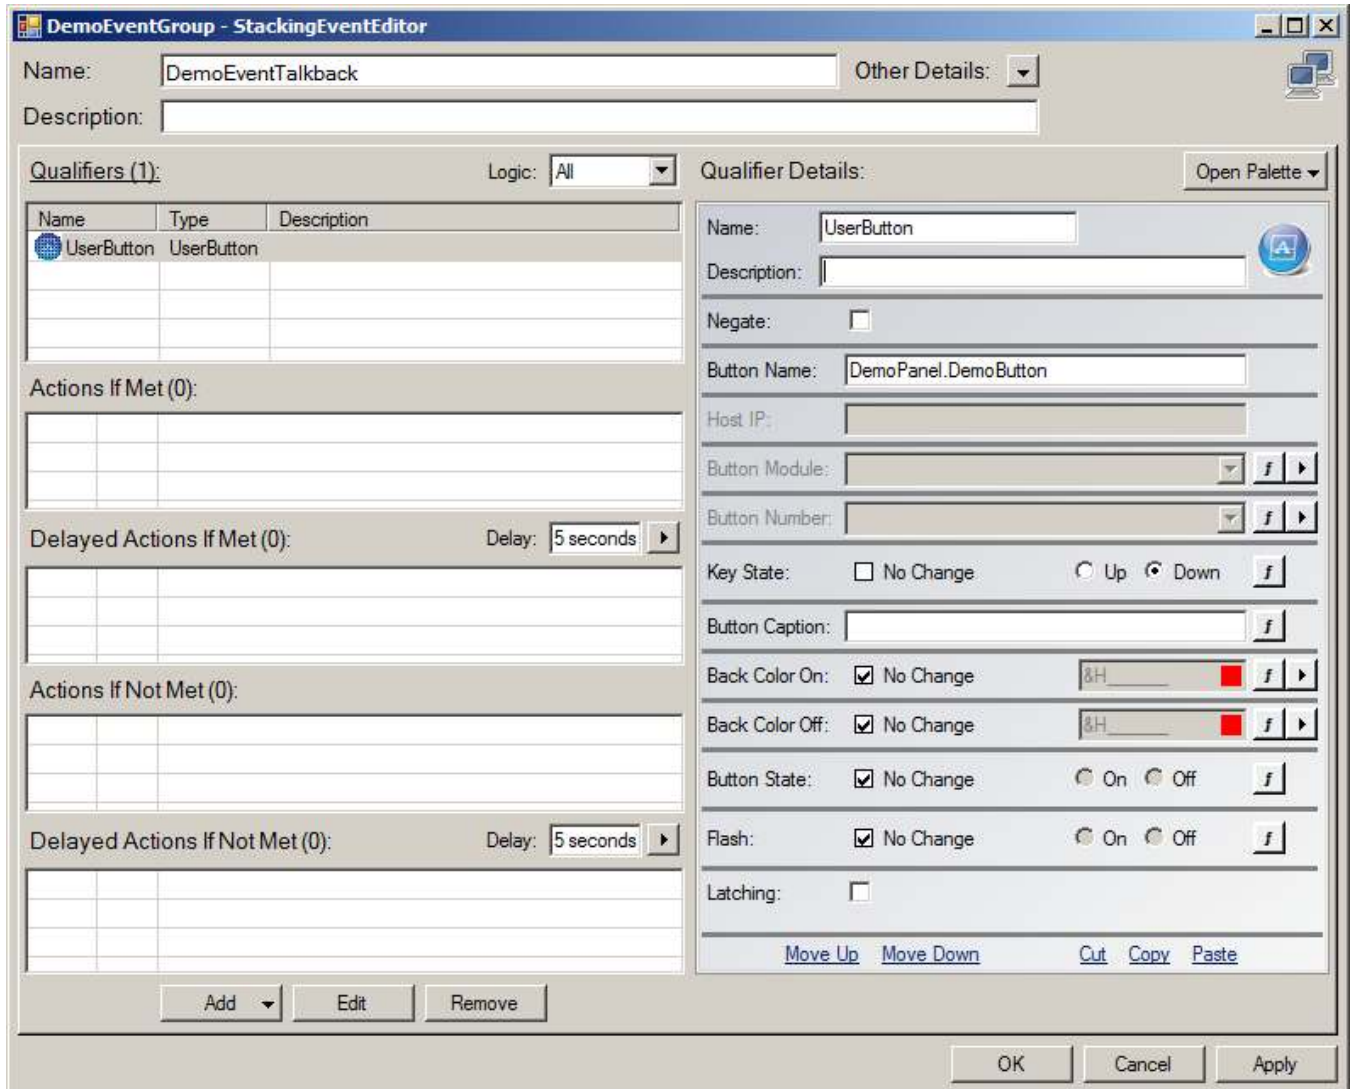 DemoEventGroup - StackingEventEditor
Name: DemoEventTalkback Other Details:
Description:
Qualifiers (1): Logic: All
Name Type Description
UserButton UserButton
Actions If Met (0):
Delayed Actions If Met (0): Delay: 5 seconds
Actions If Not Met (0):
Delayed Actions If Not Met (0): Delay: 5 seconds
Add Edit Remove
Qualifier Details: Open Palette
Name: UserButton
A
Description:
Negate:
Button Name: DemoPanel.DemoButton
Host IP:
Button Module: f
Button Number: f
Key State: No Change Up Down f
Button Caption: f
Back Color On: No Change &H______ f
Back Color Off: No Change &H______ f
Button State: No Change On Off f
Flash: No Change On Off f
Latching:
Move Up Move Down Cut Copy Paste
OK Cancel Apply